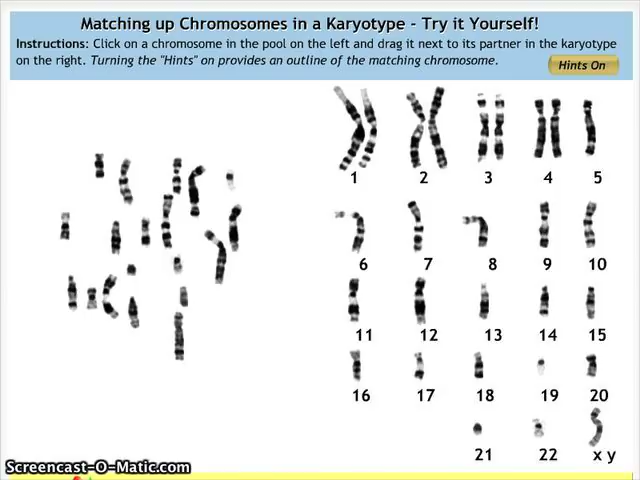 Matching up Chromosomes in a Karyotype - Try it Yourself!
Instructions: Click on a chromosome in the pool on the left and drag it next to its partner in the karyotype
on the right. Turning the "Hints" on provides an outline of the matching chromosome.
Hints On
1 2 3 4 5
6 7 8 9 10
11 12 13 14 15
16 17 18 19 20
21 22 x y
Screencast-O-Matic.com